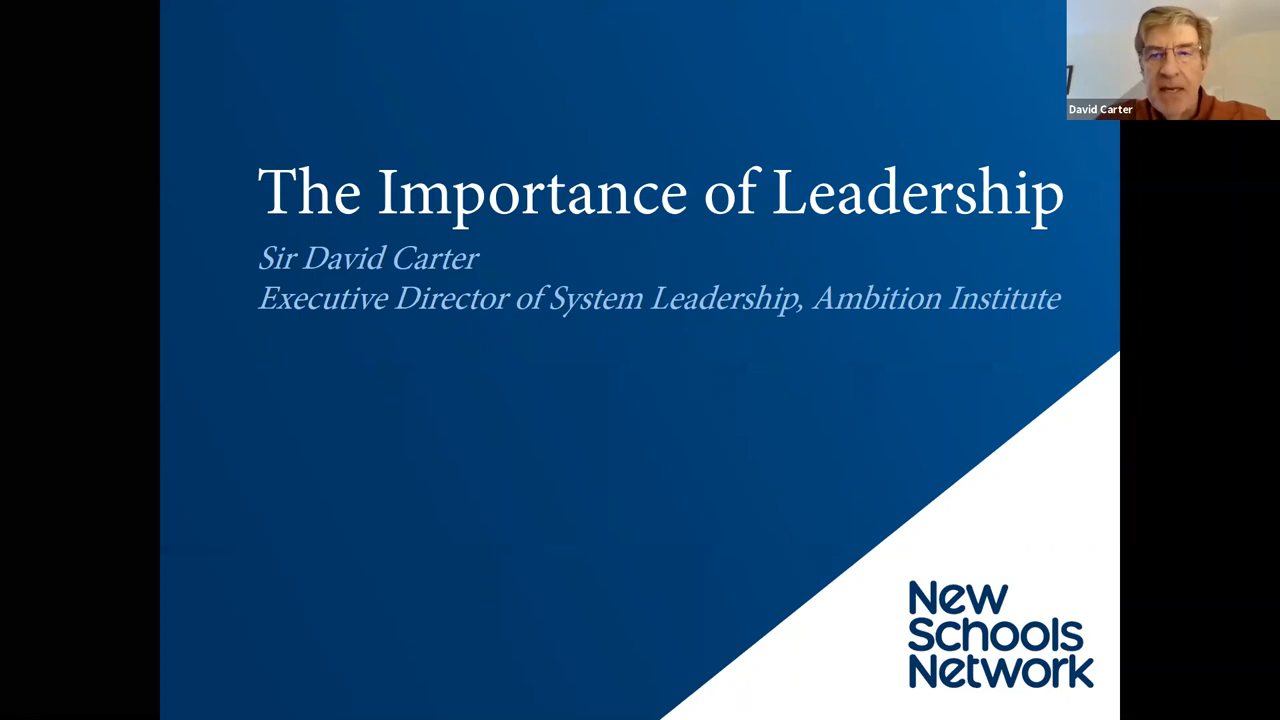 The Importance of Leadership
Sir David Carter
Executive Director of System Leadership, Ambition Institute
David Carter
New
Schools
Network